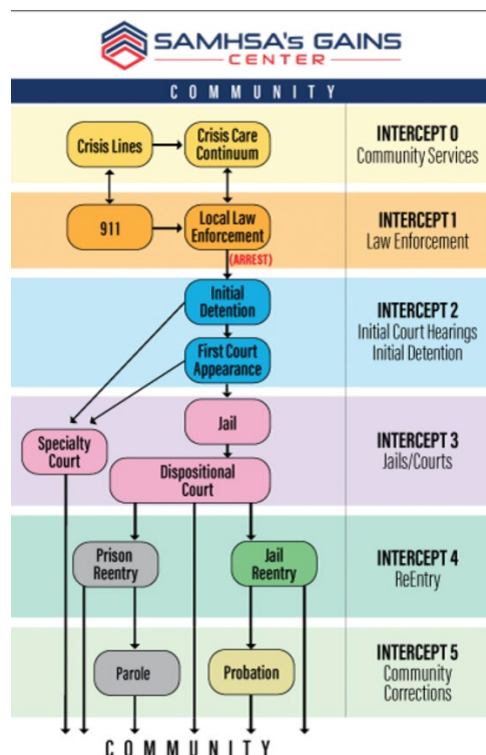 SAMHSA's GAINS
CENTER
COMMUNITY
Crisis Lines
Crisis Care
Continuum
INTERCEPT 0
Community Services
911
Local Law
Enforcement
(ARREST)
INTERCEPT 1
Law Enforcement
Initial
Detention
First Court
Appearance
INTERCEPT 2
Initial Court Hearings
Initial Detention
Jail
Specialty
Court
Dispositional
Court
INTERCEPT 3
Jails/Courts
Prison
Reentry
Jail
Reentry
INTERCEPT 4
ReEntry
Parole
Probation
INTERCEPT 5
Community
Corrections
COMMUNITY